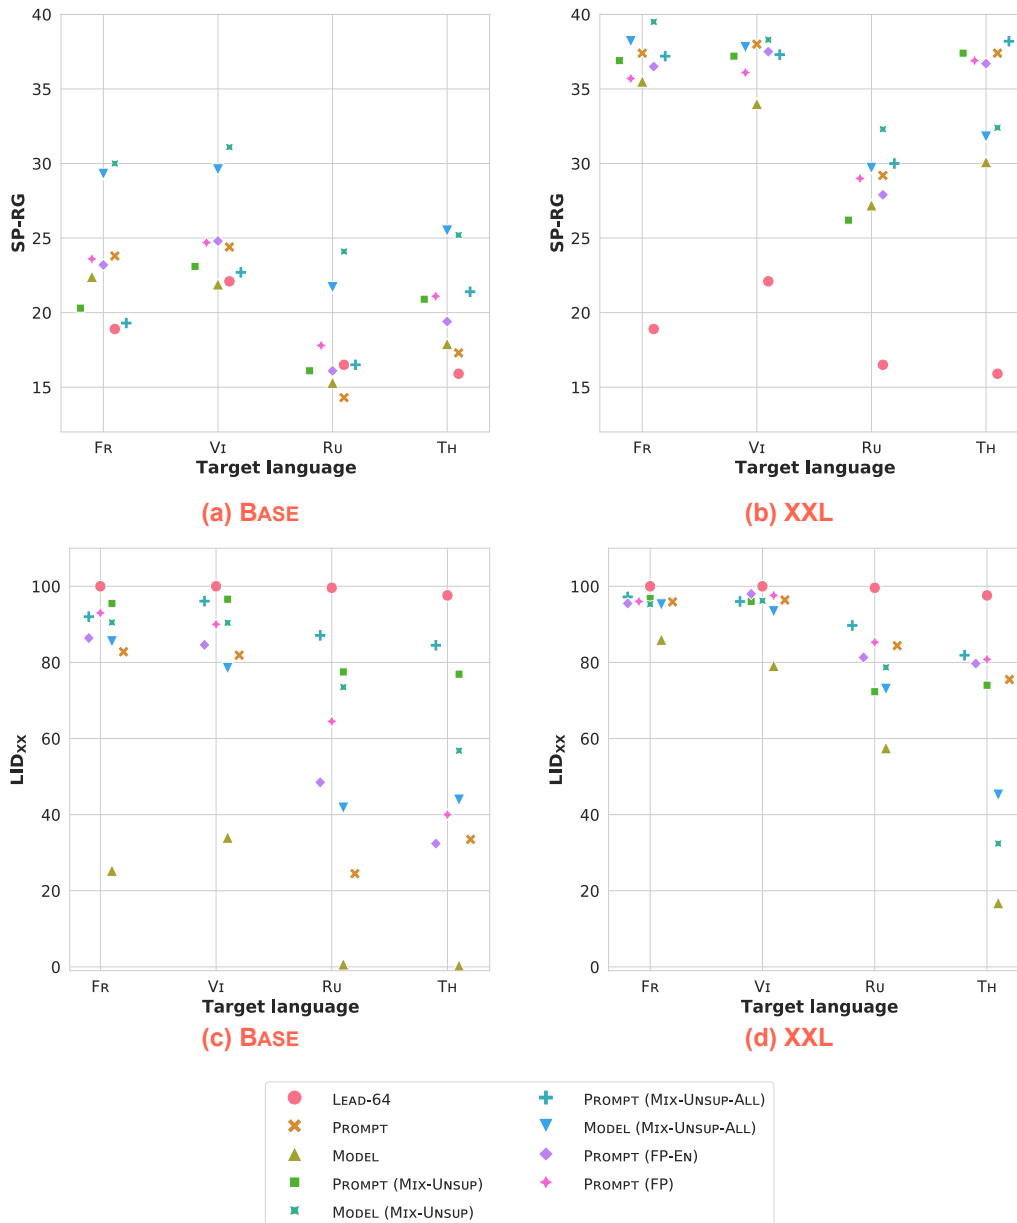 40
35
30
25
20
15
SP-RG
Fr Vi Ru Th
Target language
(a) Base
40
35
30
25
20
15
SP-RG
Fr Vi Ru Th
Target language
(b) XXL
100
80
60
40
20
0
LIDxx
Fr Vi Ru Th
Target language
(c) Base
100
80
60
40
20
0
LIDxx
Fr Vi Ru Th
Target language
(d) XXL
Lead-64
Prompt
Model
Prompt (Mix-Unsup)
Model (Mix-Unsup)
Prompt (Mix-Unsup-All)
Model (Mix-Unsup-All)
Prompt (FP-En)
Prompt (FP)